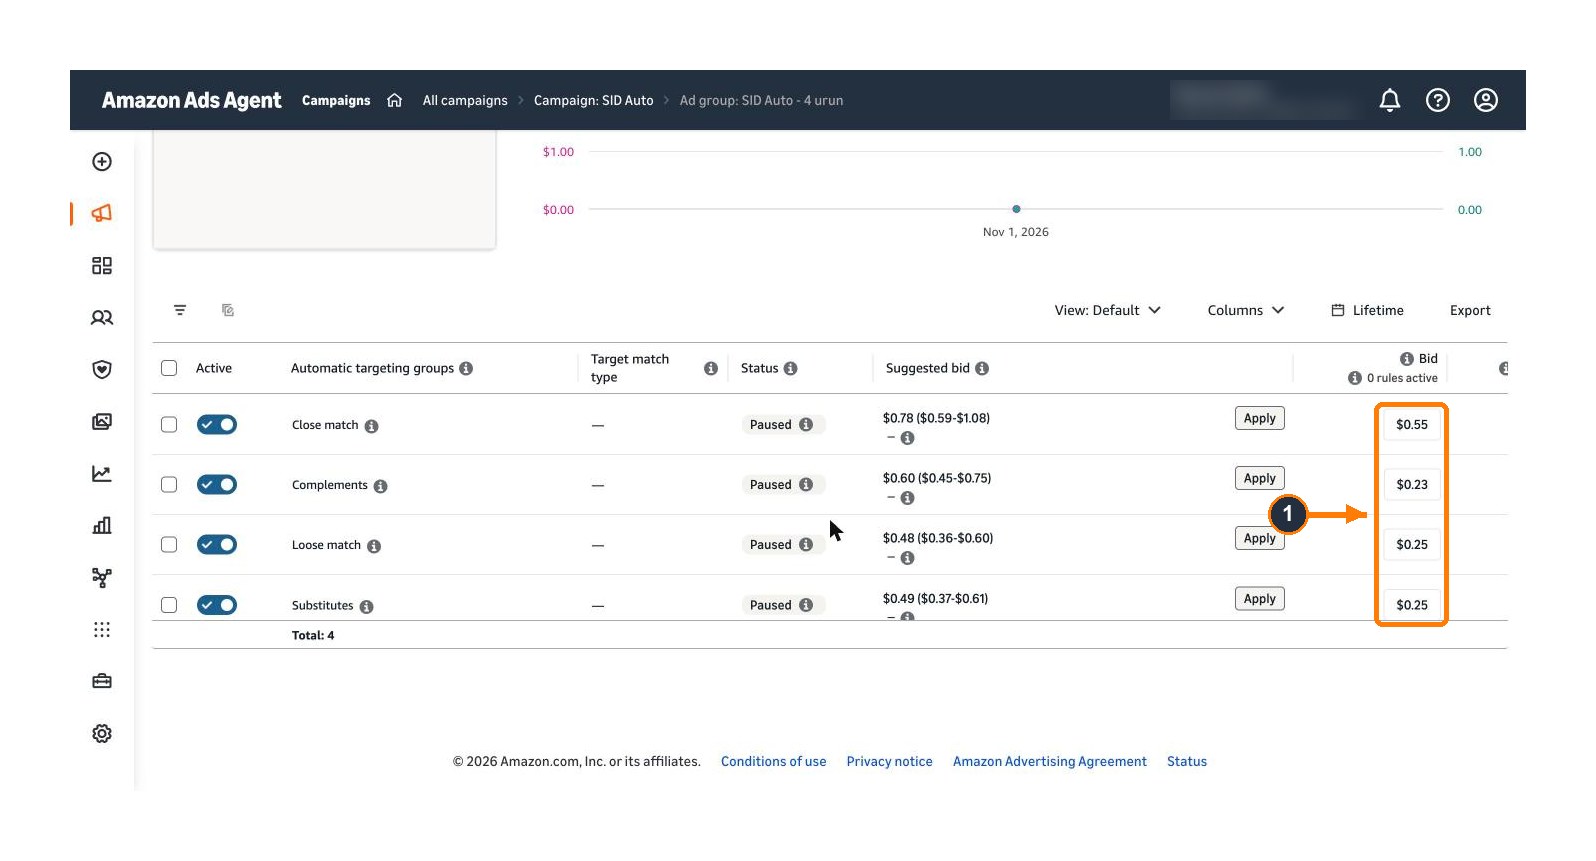 Amazon Ads Agent Campaigns All campaigns > Campaign: SID Auto > Ad group: SID Auto - 4 urun
$1.00 1.00
$0.00 0.00
Nov 1, 2026
View: Default Columns Lifetime Export
Active Automatic targeting groups Target match type Status Suggested bid Bid
0 rules active
Close match — Paused $0.78 ($0.59-$1.08) Apply $0.55
–
Complements — Paused $0.60 ($0.45-$0.75) Apply $0.23
–
1
Loose match — Paused $0.48 ($0.36-$0.60) Apply $0.25
–
Substitutes — Paused $0.49 ($0.37-$0.61) Apply $0.25
–
Total: 4
© 2026 Amazon.com, Inc. or its affiliates. Conditions of use Privacy notice Amazon Advertising Agreement Status